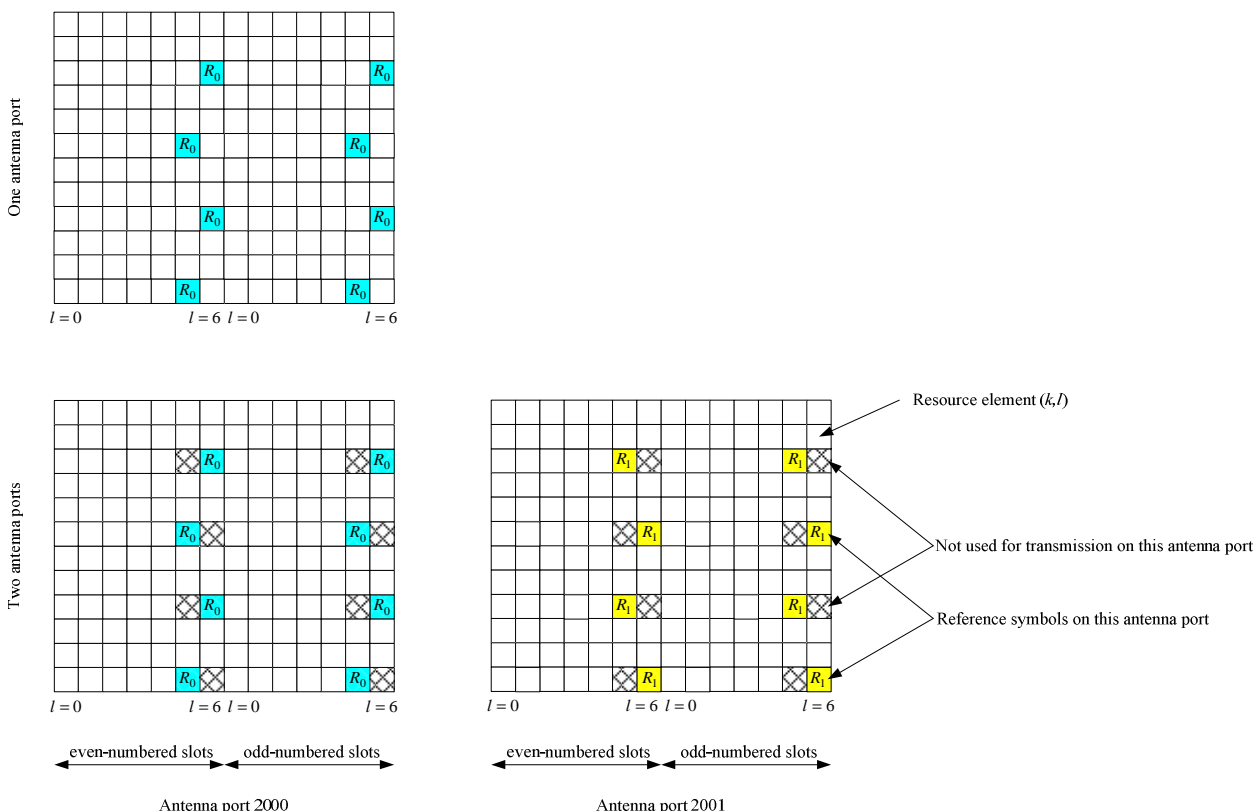 One antenna port
R0 R0
R0 R0
R0 R0
R0 R0
l = 0 l = 6 l = 0 l = 6
Two antenna ports
R0 R0
R0 R0
R0 R0
R0 R0
l = 0 l = 6 l = 0 l = 6
even-numbered slots odd-numbered slots
Antenna port 2000
R1 R1
R1 R1
R1 R1
R1 R1
l = 0 l = 6 l = 0 l = 6
even-numbered slots odd-numbered slots
Antenna port 2001
Resource element (k,l)
Not used for transmission on this antenna port
Reference symbols on this antenna port